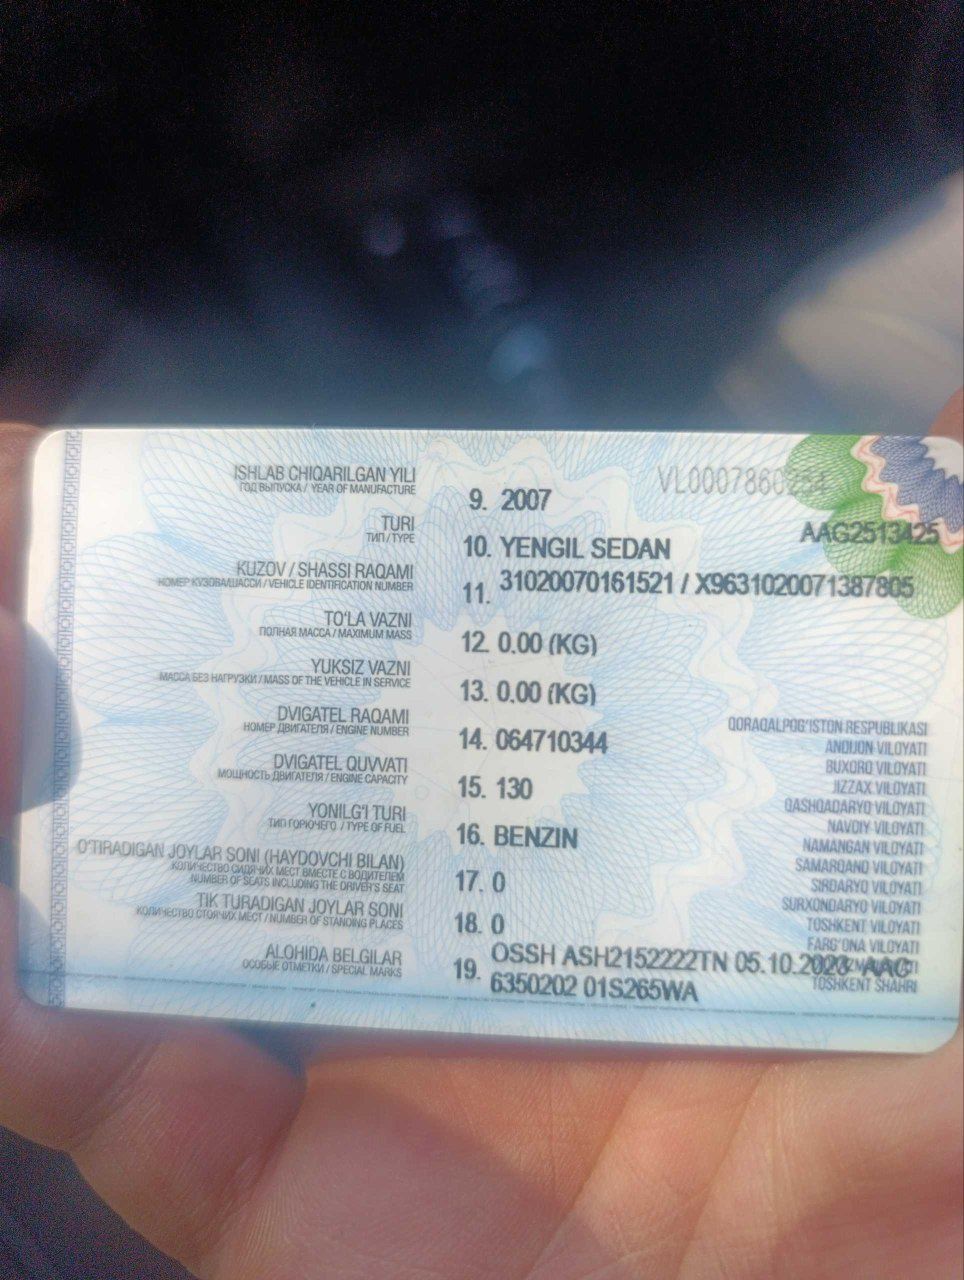 VL0007860234
AAG2513425
ISHLAB CHIQARILGAN YILI
ГОД ВЫПУСКА / YEAR OF MANUFACTURE
9. 2007
TURI
ТИП / TYPE
10. YENGIL SEDAN
KUZOV / SHASSI RAQAMI
НОМЕР КУЗОВА/ШАССИ / VEHICLE IDENTIFICATION NUMBER
11. 31020070161521 / X9631020071387805
TO'LA VAZNI
ПОЛНАЯ МАССА / MAXIMUM MASS
12. 0.00 (KG)
YUKSIZ VAZNI
МАССА БЕЗ НАГРУЗКИ / MASS OF THE VEHICLE IN SERVICE
13. 0.00 (KG)
DVIGATEL RAQAMI
НОМЕР ДВИГАТЕЛЯ / ENGINE NUMBER
14. 064710344
DVIGATEL QUVVATI
МОЩНОСТЬ ДВИГАТЕЛЯ / ENGINE CAPACITY
15. 130
YONILG'I TURI
ТИП ГОРЮЧЕГО / TYPE OF FUEL
16. BENZIN
O'TIRADIGAN JOYLAR SONI (HAYDOVCHI BILAN)
КОЛИЧЕСТВО СИДЯЧИХ МЕСТ ВМЕСТЕ С ВОДИТЕЛЕМ
NUMBER OF SEATS INCLUDING THE DRIVER'S SEAT
17. 0
TIK TURADIGAN JOYLAR SONI
КОЛИЧЕСТВО СТОЯЧИХ МЕСТ / NUMBER OF STANDING PLACES
18. 0
ALOHIDA BELGILAR
ОСОБЫЕ ОТМЕТКИ / SPECIAL MARKS
19. OSSH ASH2152222TN 05.10.2023 AAC
6350202 01S265WA
QORAQALPOG'ISTON RESPUBLIKASI
ANDIJON VILOYATI
BUXORO VILOYATI
JIZZAX VILOYATI
QASHQADARYO VILOYATI
NAVOIY VILOYATI
NAMANGAN VILOYATI
SAMARQAND VILOYATI
SIRDARYO VILOYATI
SURXONDARYO VILOYATI
TOSHKENT VILOYATI
FARG'ONA VILOYATI
TOSHKENT SHAHRI